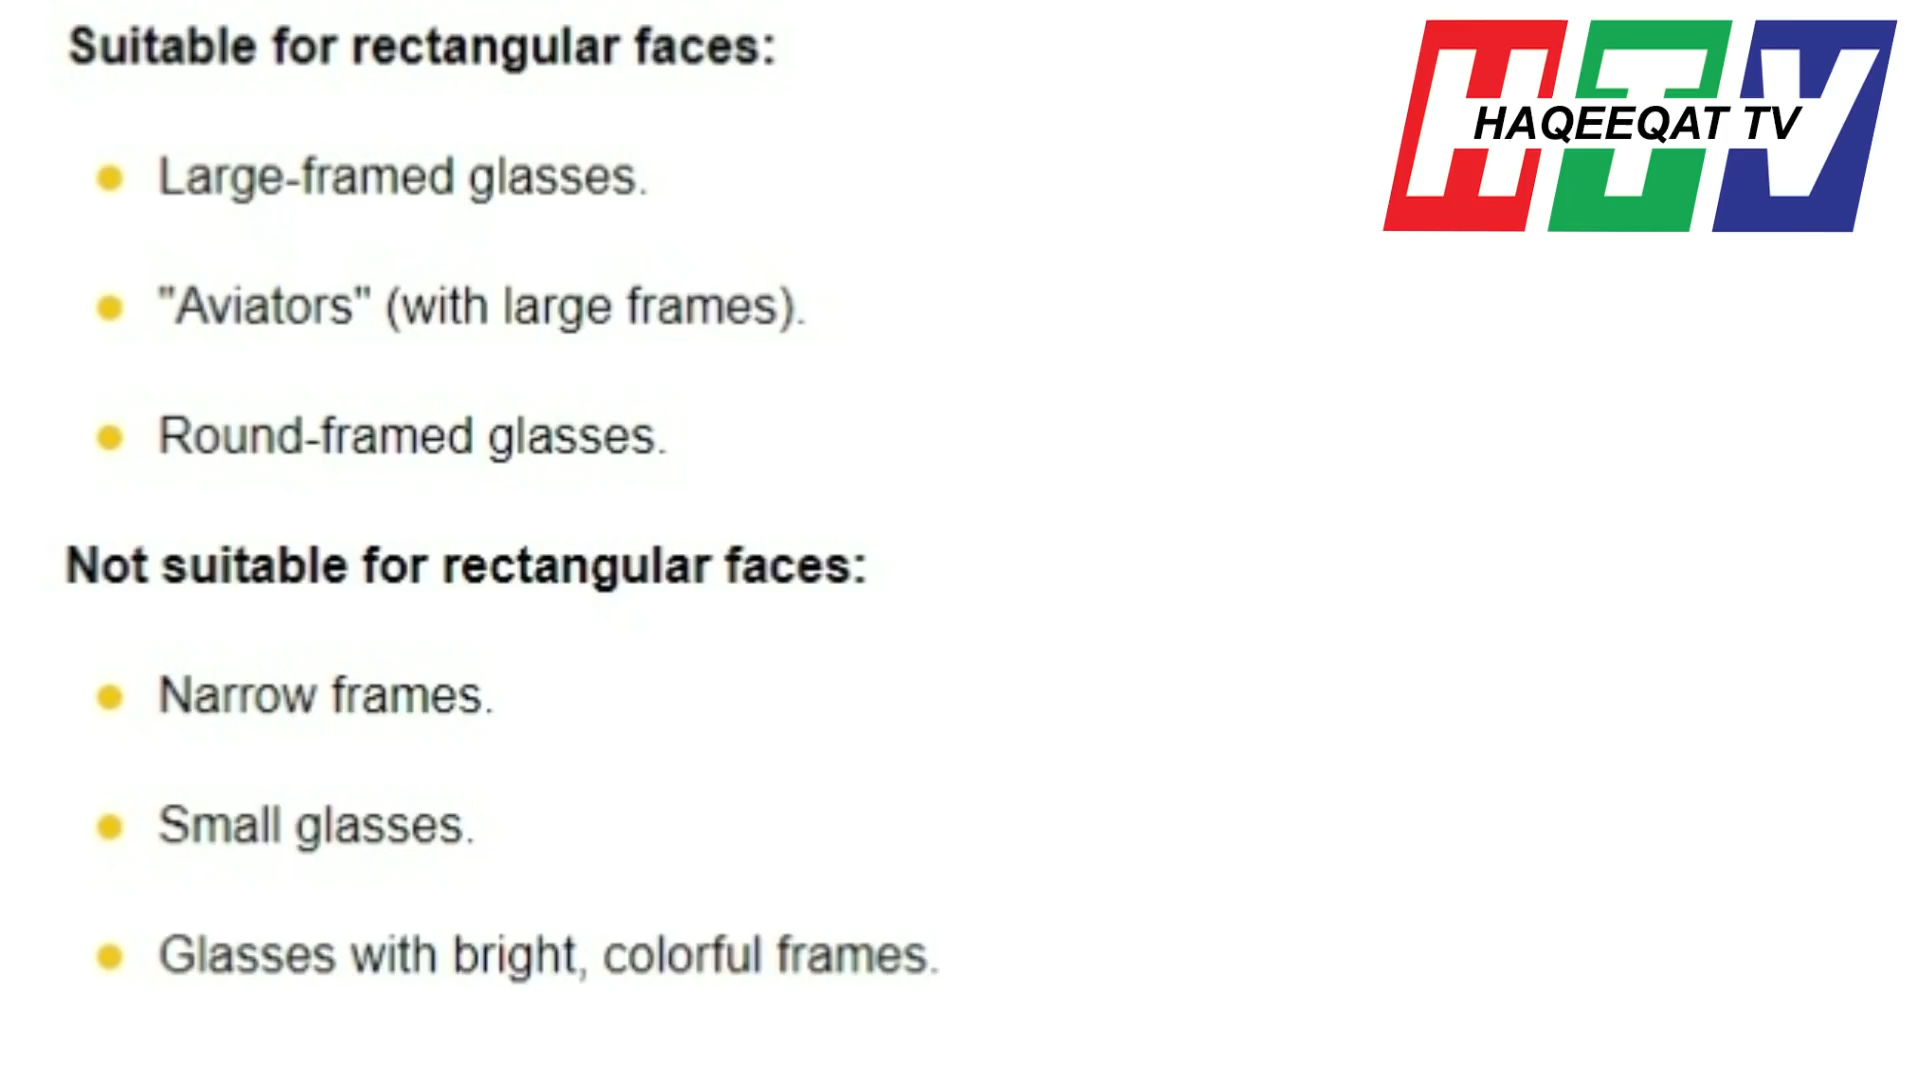 Suitable for rectangular faces:
Large-framed glasses.
"Aviators" (with large frames).
Round-framed glasses.
Not suitable for rectangular faces:
Narrow frames.
Small glasses.
Glasses with bright, colorful frames.
HTV
HAQEEQAT TV